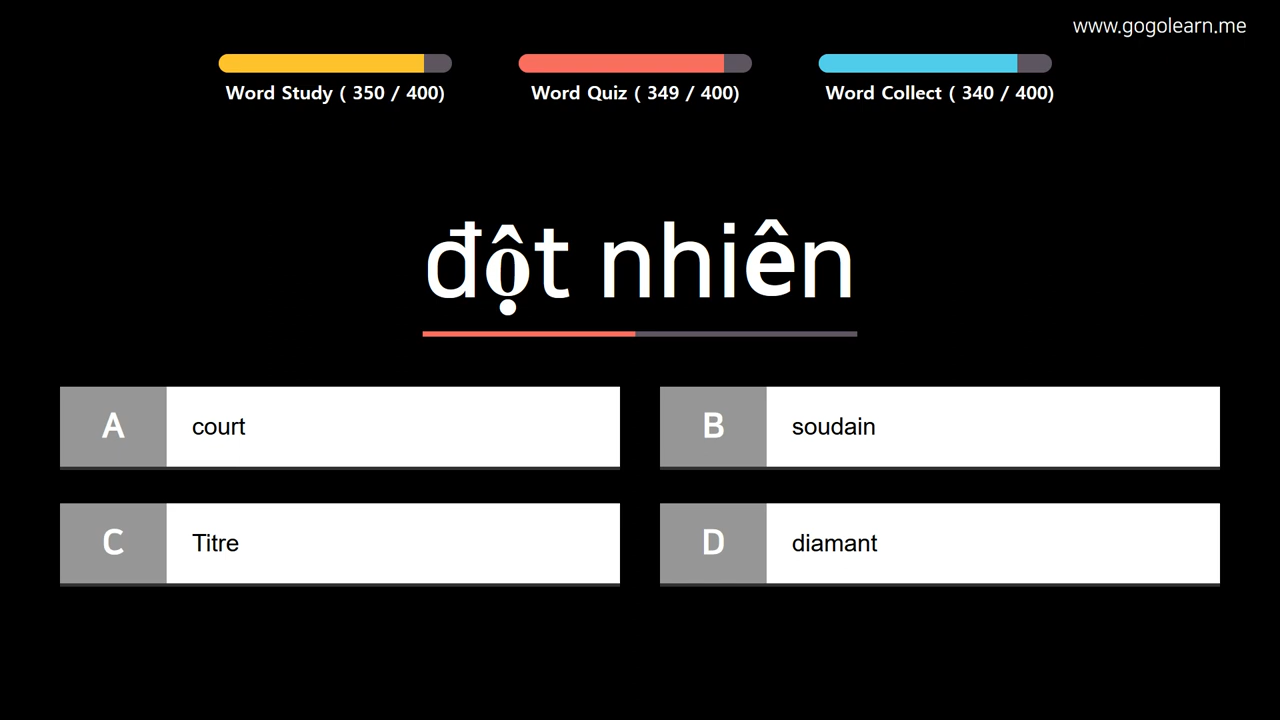 www.gogolearn.me
Word Study ( 350 / 400)
Word Quiz ( 349 / 400)
Word Collect ( 340 / 400)
đột nhiên
A court
B soudain
C Titre
D diamant